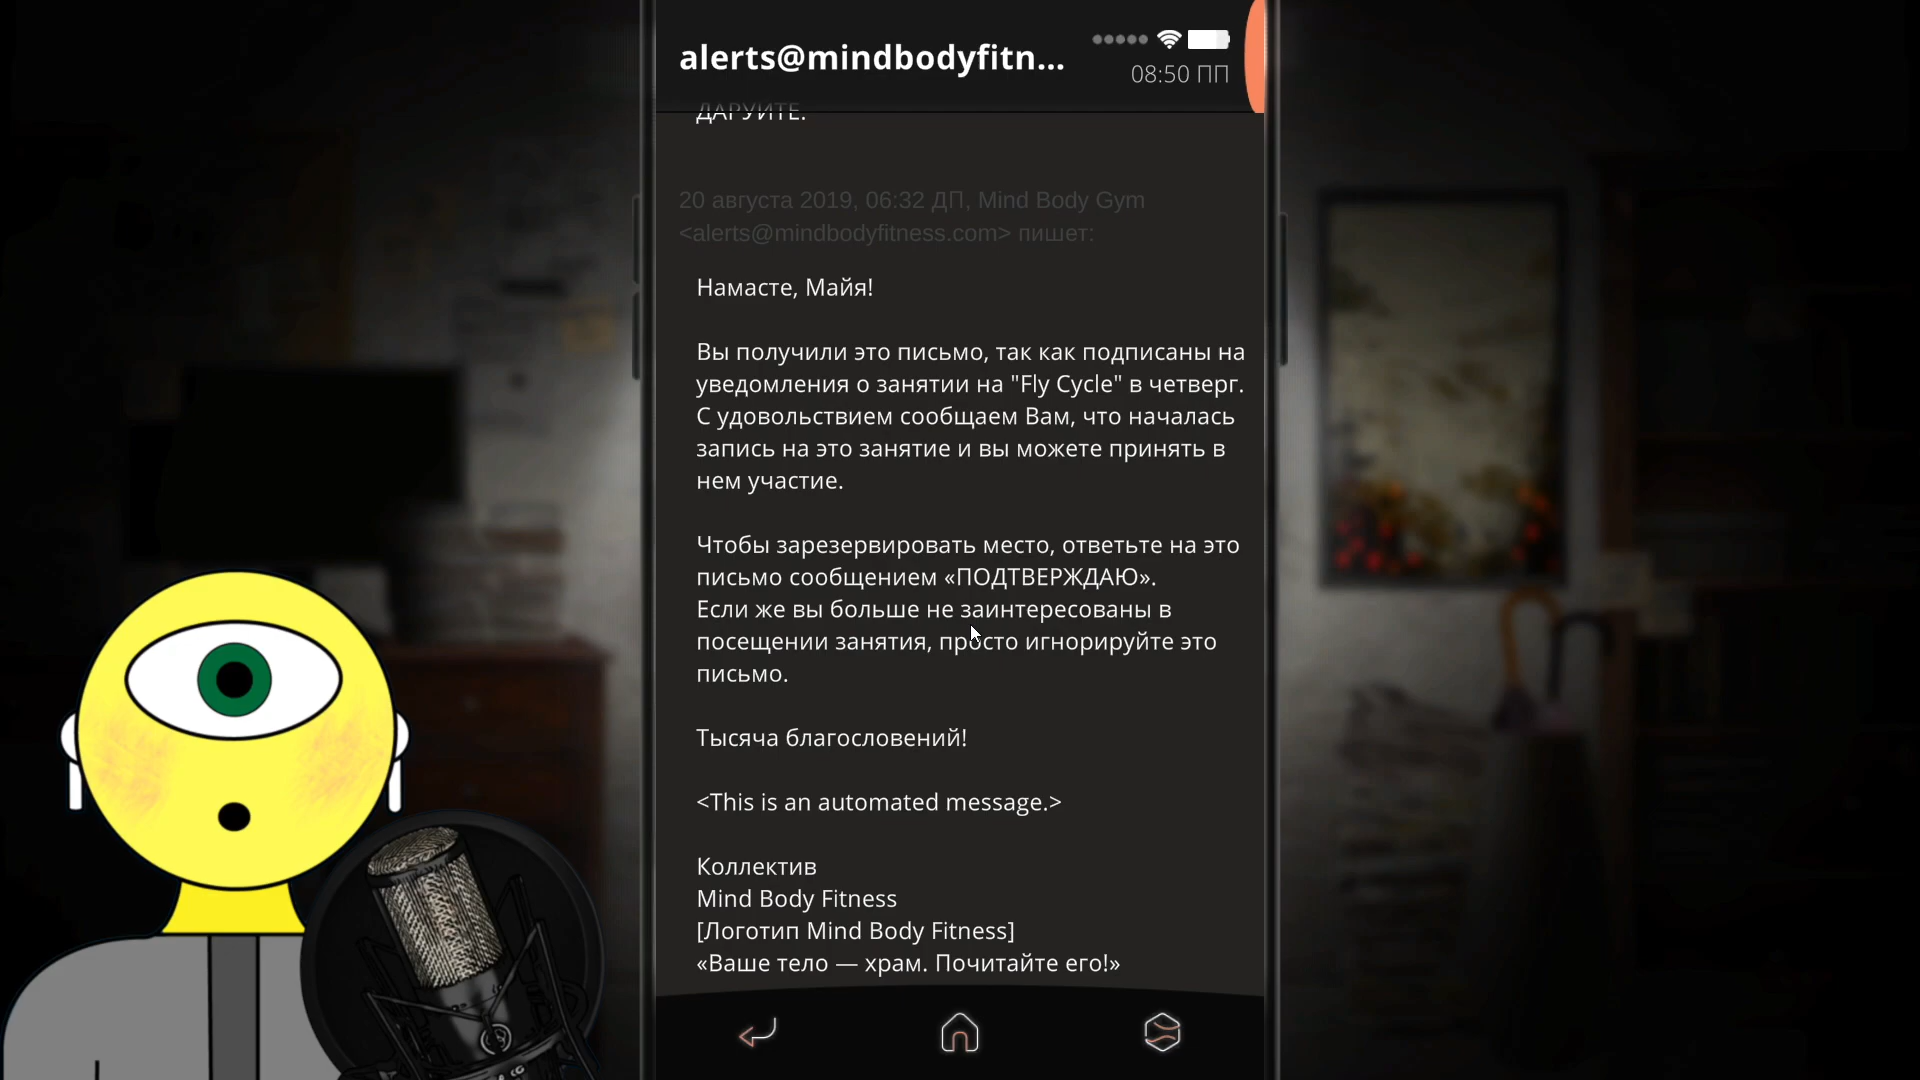 alerts@mindbodyfitn...
08:50 ПП
ДАРУЙТЕ.
20 августа 2019, 06:32 ДП, Mind Body Gym
<alerts@mindbodyfitness.com> пишет:
Намасте, Майя!
Вы получили это письмо, так как подписаны на
уведомления о занятии на "Fly Cycle" в четверг.
С удовольствием сообщаем Вам, что началась
запись на это занятие и вы можете принять в
нем участие.
Чтобы зарезервировать место, ответьте на это
письмо сообщением «ПОДТВЕРЖДАЮ».
Если же вы больше не заинтересованы в
посещении занятия, просто игнорируйте это
письмо.
Тысяча благословений!
<This is an automated message.>
Коллектив
Mind Body Fitness
[Логотип Mind Body Fitness]
«Ваше тело — храм. Почитайте его!»